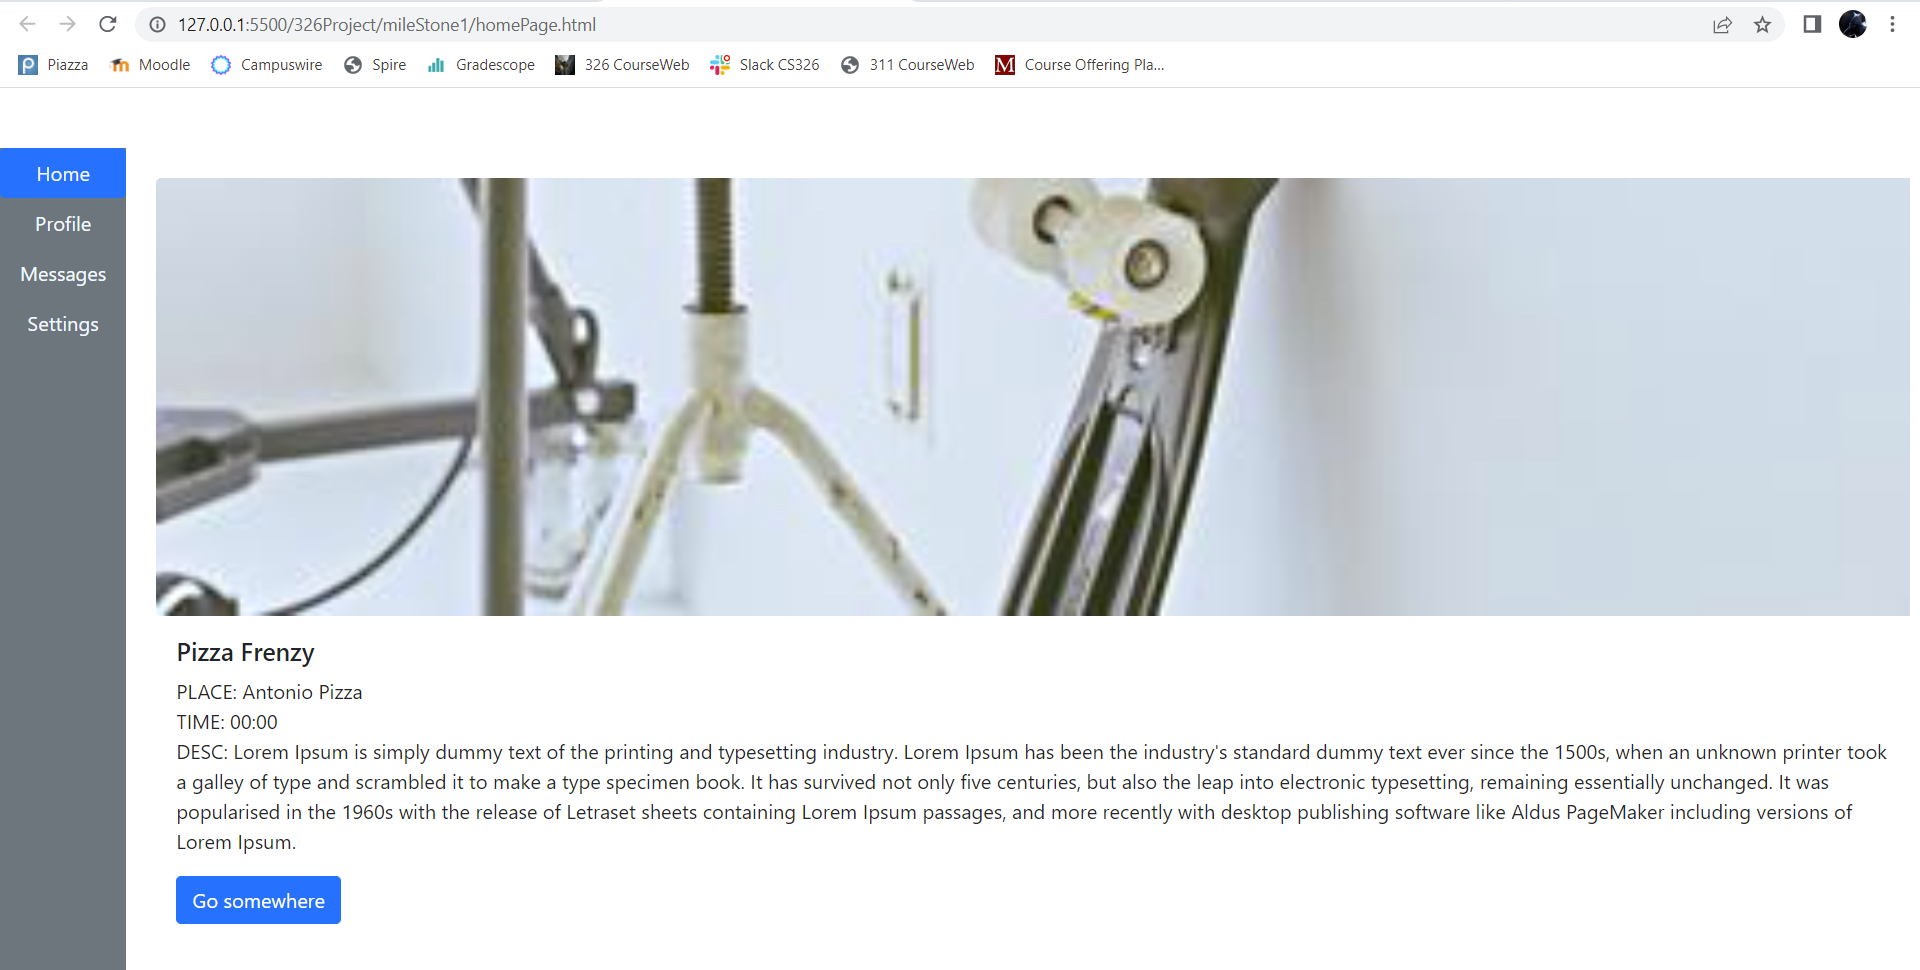 127.0.0.1:5500/326Project/mileStone1/homePage.html
Piazza Moodle Campuswire Spire Gradescope 326 CourseWeb Slack CS326 311 CourseWeb M Course Offering Pla...
Home
Profile
Messages
Settings
Pizza Frenzy
PLACE: Antonio Pizza
TIME: 00:00
DESC: Lorem Ipsum is simply dummy text of the printing and typesetting industry. Lorem Ipsum has been the industry's standard dummy text ever since the 1500s, when an unknown printer took
a galley of type and scrambled it to make a type specimen book. It has survived not only five centuries, but also the leap into electronic typesetting, remaining essentially unchanged. It was
popularised in the 1960s with the release of Letraset sheets containing Lorem Ipsum passages, and more recently with desktop publishing software like Aldus PageMaker including versions of
Lorem Ipsum.
Go somewhere